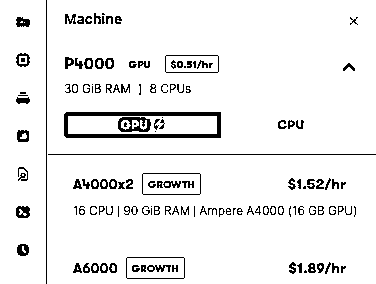 Machine
P4000 GPU $0.51/hr
30 GiB RAM | 8 CPUs
GPU CPU
A4000x2 GROWTH $1.52/hr
16 CPU | 90 GiB RAM | Ampere A4000 (16 GB GPU)
A6000 GROWTH $1.89/hr